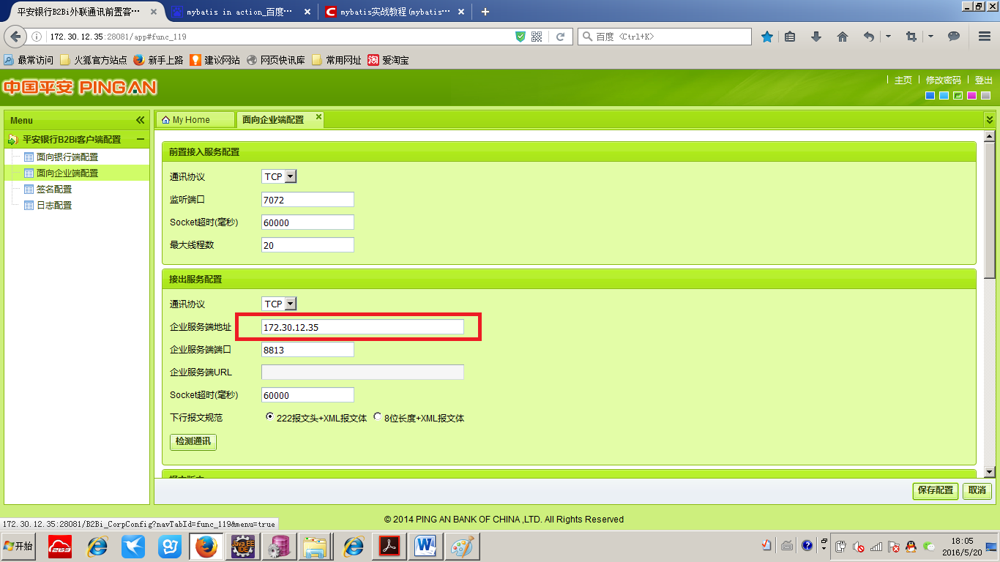 平安银行B2Bi外联通讯前置客…
mybatis in action_百度…
mybatis实战教程(mybatis…
172.30.12.35:28081/app#func_119
百度 <Ctrl+K>
最常访问 火狐官方站点 新手上路 建议网站 网页快讯库 常用网址 淘 爱淘宝
中国平安 PING AN
主页 修改密码 登出
Menu
My Home
面向企业端配置
平安银行B2Bi客户端配置
面向银行端配置
面向企业端配置
签名配置
日志配置
前置接入服务配置
通讯协议 TCP
监听端口 7072
Socket超时(毫秒) 60000
最大线程数 20
接出服务配置
通讯协议 TCP
企业服务端地址 172.30.12.35
企业服务端端口 8813
企业服务端URL
Socket超时(毫秒) 60000
下行报文规范 222报文头+XML报文体 8位长度+XML报文体
检测通讯
保存配置 取消
© 2014 PING AN BANK OF CHINA ,LTD. All Rights Reserved
172.30.12.35:28081/B2Bi_CorpConfig?navTabId=func_119&menu=true
开始
263
Java EE
IDE
18:05
2016/5/20